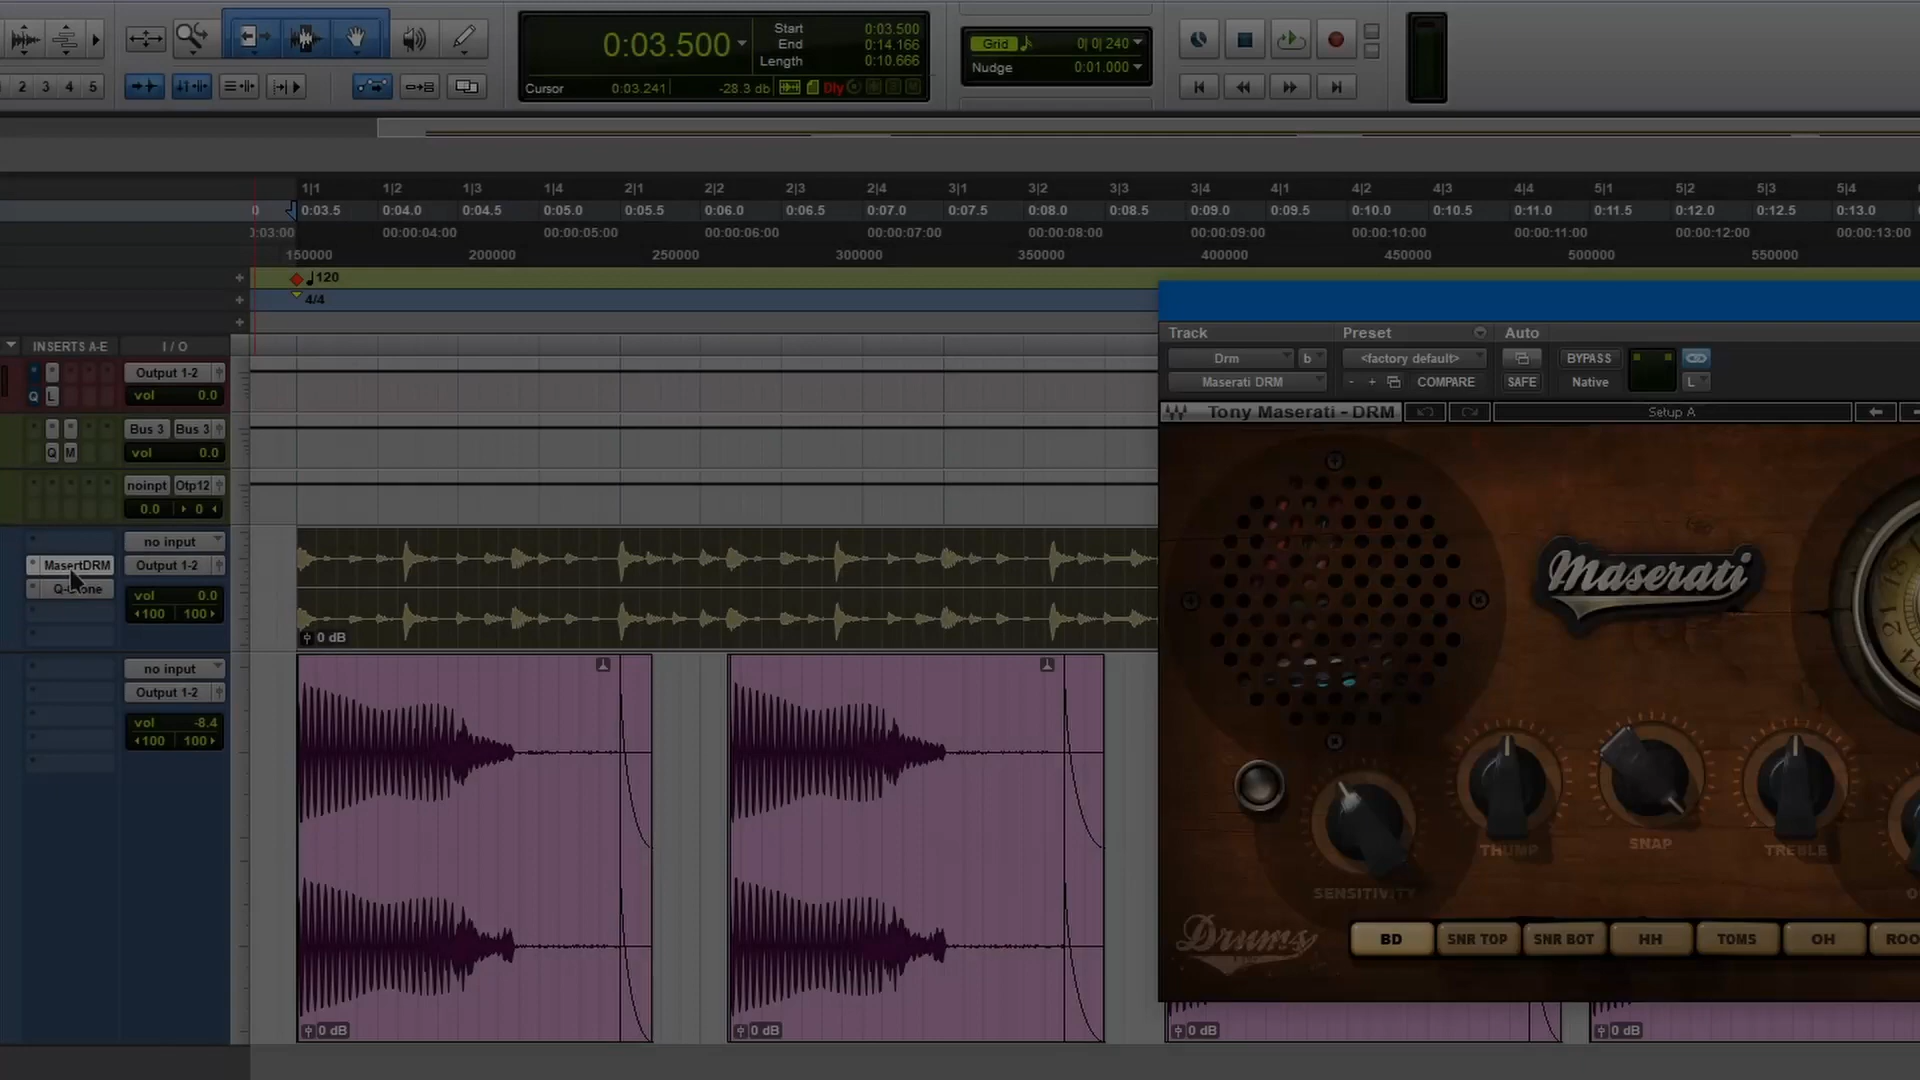 0:03.500
Start 0:03.500
End 0:14.166
Length 0:10.666
Cursor 0:03.241 -28.3 db Dly
Grid 0| 0| 240
Nudge 0:01.000
2 3 4 5
1|1 1|2 1|3 1|4 2|1 2|2 2|3 2|4 3|1 3|2 3|3 3|4 4|1 4|2 4|3 4|4 5|1 5|2 5|3 5|4
0 0:03.5 0:04.0 0:04.5 0:05.0 0:05.5 0:06.0 0:06.5 0:07.0 0:07.5 0:08.0 0:08.5 0:09.0 0:09.5 0:10.0 0:10.5 0:11.0 0:11.5 0:12.0 0:12.5 0:13.0
0:03:00 00:00:04:00 00:00:05:00 00:00:06:00 00:00:07:00 00:00:08:00 00:00:09:00 00:00:10:00 00:00:11:00 00:00:12:00 00:00:13:00
150000 200000 250000 300000 350000 400000 450000 500000 550000
120
4/4
INSERTS A-E I / O
Output 1-2
Q L vol 0.0
Bus 3 Bus 3
Q M vol 0.0
noinpt Otp12
0.0 0
no input
MasertDRM Output 1-2
vol 0.0
100 100
0 dB
no input
Output 1-2
vol -8.4
100 100
0 dB 0 dB 0 dB 0 dB
Track Preset Auto
Drm b <factory default> BYPASS
Maserati DRM - + COMPARE SAFE Native L
Tony Maserati - DRM Setup A
Maserati
21 18
THUMP SNAP TREBLE
SENSITIVITY
Drums
BD SNR TOP SNR BOT HH TOMS OH ROO